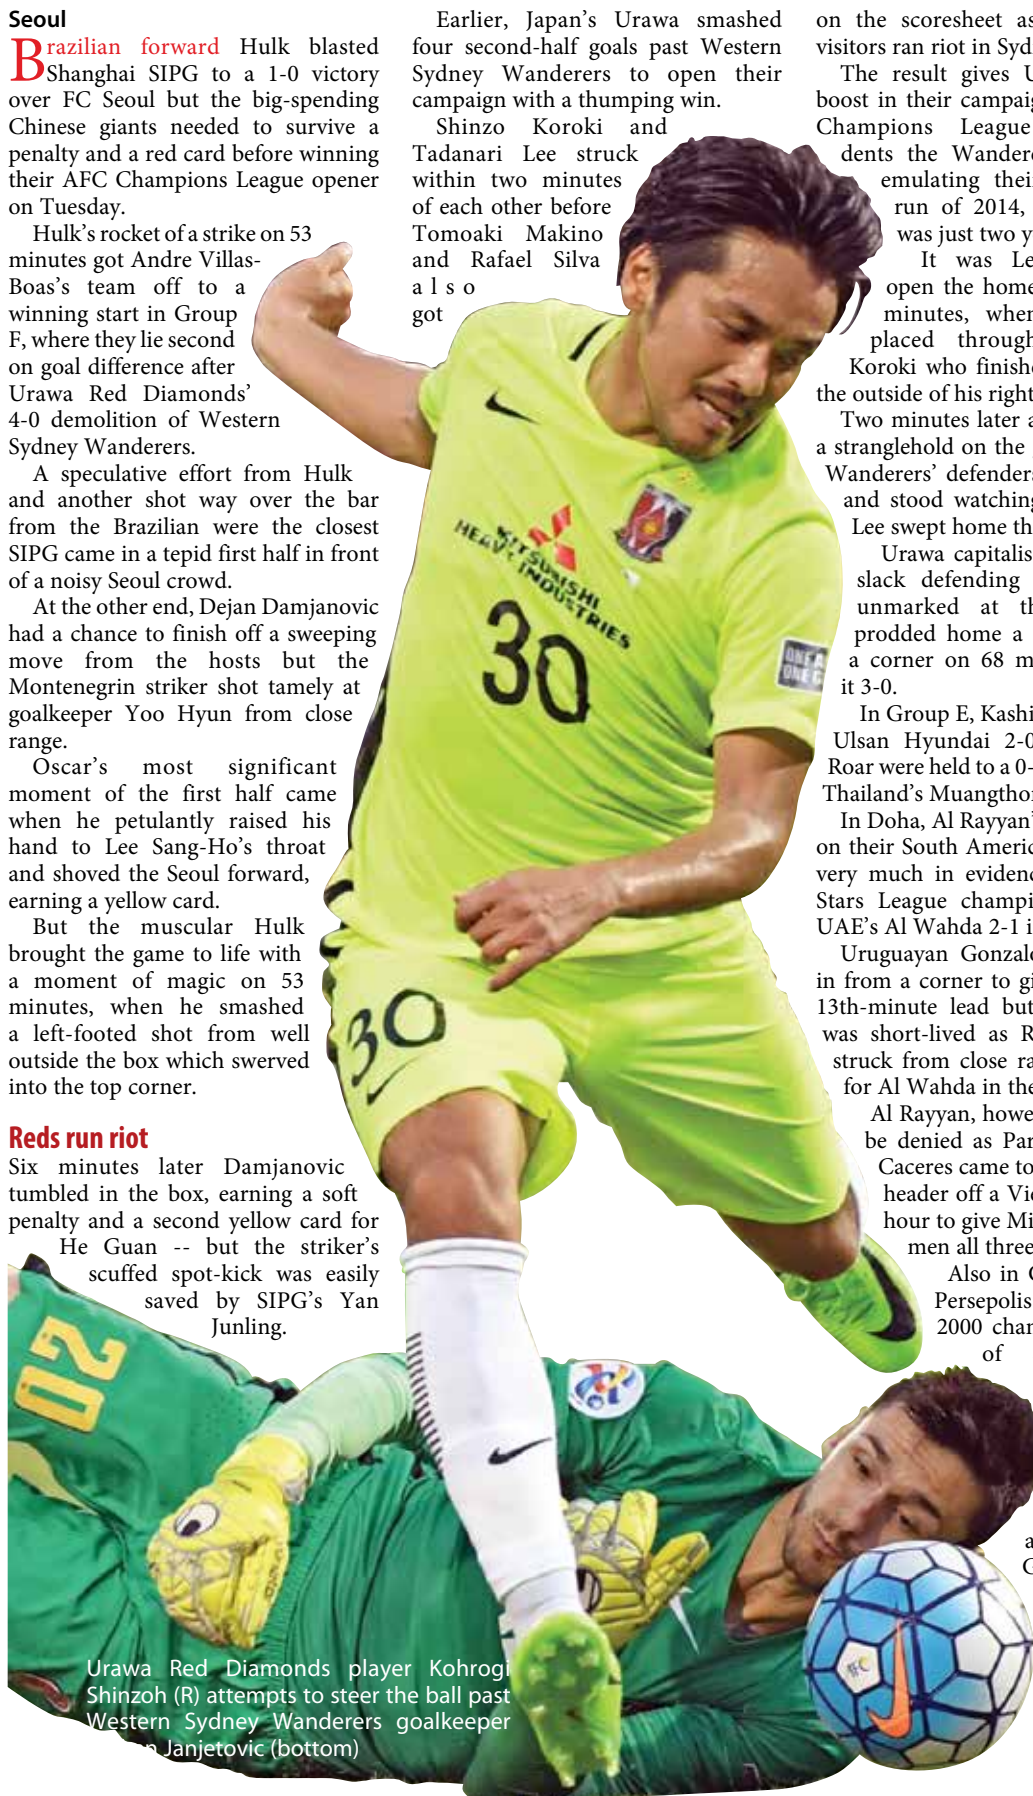 Seoul
Brazilian forward Hulk blasted
Shanghai SIPG to a 1-0 victory
over FC Seoul but the big-spending
Chinese giants needed to survive a
penalty and a red card before winning
their AFC Champions League opener
on Tuesday.
Hulk's rocket of a strike on 53
minutes got Andre Villas-
Boas's team off to a
winning start in Group
F, where they lie second
on goal difference after
Urawa Red Diamonds'
4-0 demolition of Western
Sydney Wanderers.
A speculative effort from Hulk
and another shot way over the bar
from the Brazilian were the closest
SIPG came in a tepid first half in front
of a noisy Seoul crowd.
At the other end, Dejan Damjanovic
had a chance to finish off a sweeping
move from the hosts but the
Montenegrin striker shot tamely at
goalkeeper Yoo Hyun from close
range.
Oscar's most significant
moment of the first half came
when he petulantly raised his
hand to Lee Sang-Ho's throat
and shoved the Seoul forward,
earning a yellow card.
But the muscular Hulk
brought the game to life with
a moment of magic on 53
minutes, when he smashed
a left-footed shot from well
outside the box which swerved
into the top corner.
Reds run riot
Six minutes later Damjanovic
tumbled in the box, earning a soft
penalty and a second yellow card for
He Guan -- but the striker's
scuffed spot-kick was easily
saved by SIPG's Yan
Junling.
Earlier, Japan's Urawa smashed
four second-half goals past Western
Sydney Wanderers to open their
campaign with a thumping win.
Shinzo Koroki and
Tadanari Lee struck
within two minutes
of each other before
Tomoaki Makino
and Rafael Silva
also
got
on the scoresheet as
visitors ran riot in Syd
The result gives U
boost in their campaig
Champions League
dents the Wander
emulating their
run of 2014,
was just two y
It was Le
open the home
minutes, when
placed through
Koroki who finishe
the outside of his right
Two minutes later a
a stranglehold on the
Wanderers' defenders
and stood watching
Lee swept home th
Urawa capitalis
slack defending
unmarked at th
prodded home a
a corner on 68 m
it 3-0.
In Group E, Kashi
Ulsan Hyundai 2-0
Roar were held to a 0-
Thailand's Muangthon
In Doha, Al Rayyan'
on their South Americ
very much in evidenc
Stars League champi
UAE's Al Wahda 2-1 i
Uruguayan Gonzalo
in from a corner to gi
13th-minute lead but
was short-lived as R
struck from close ra
for Al Wahda in the
Al Rayyan, howe
be denied as Par
Caceres came to
header off a Vic
hour to give Mi
men all three
Also in G
Persepolis
2000 chan
of
a
G
MITSUBISHI
HEAVY INDUSTRIES
30
ONE A
ONE G
30
20
Urawa Red Diamonds player Kohrogi
Shinzoh (R) attempts to steer the ball past
Western Sydney Wanderers goalkeeper
Janjetovic (bottom)